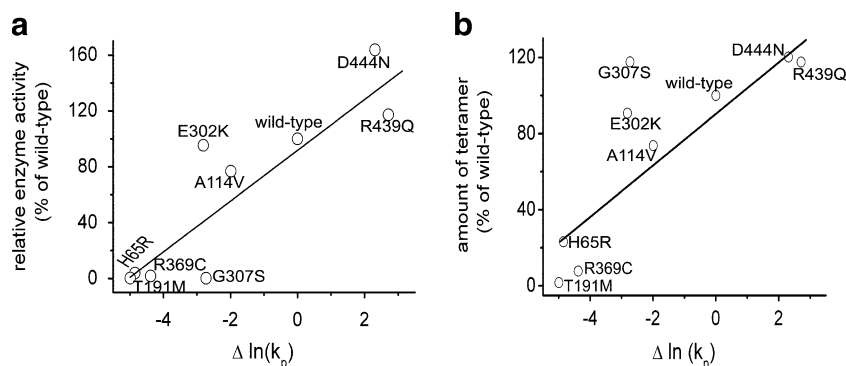 a
relative enzyme activity
(% of wild-type)
160
120
80
40
0
-4
-2
0
2
Δ ln(kp)
D444N
R439Q
wild-type
E302K
A114V
H65R
R369C
G307S
T191M
b
amount of tetramer
(% of wild-type)
120
80
40
0
-4
-2
0
2
Δ ln (kp)
D444N
R439Q
G307S
wild-type
E302K
A114V
H65R
R369C
T191M